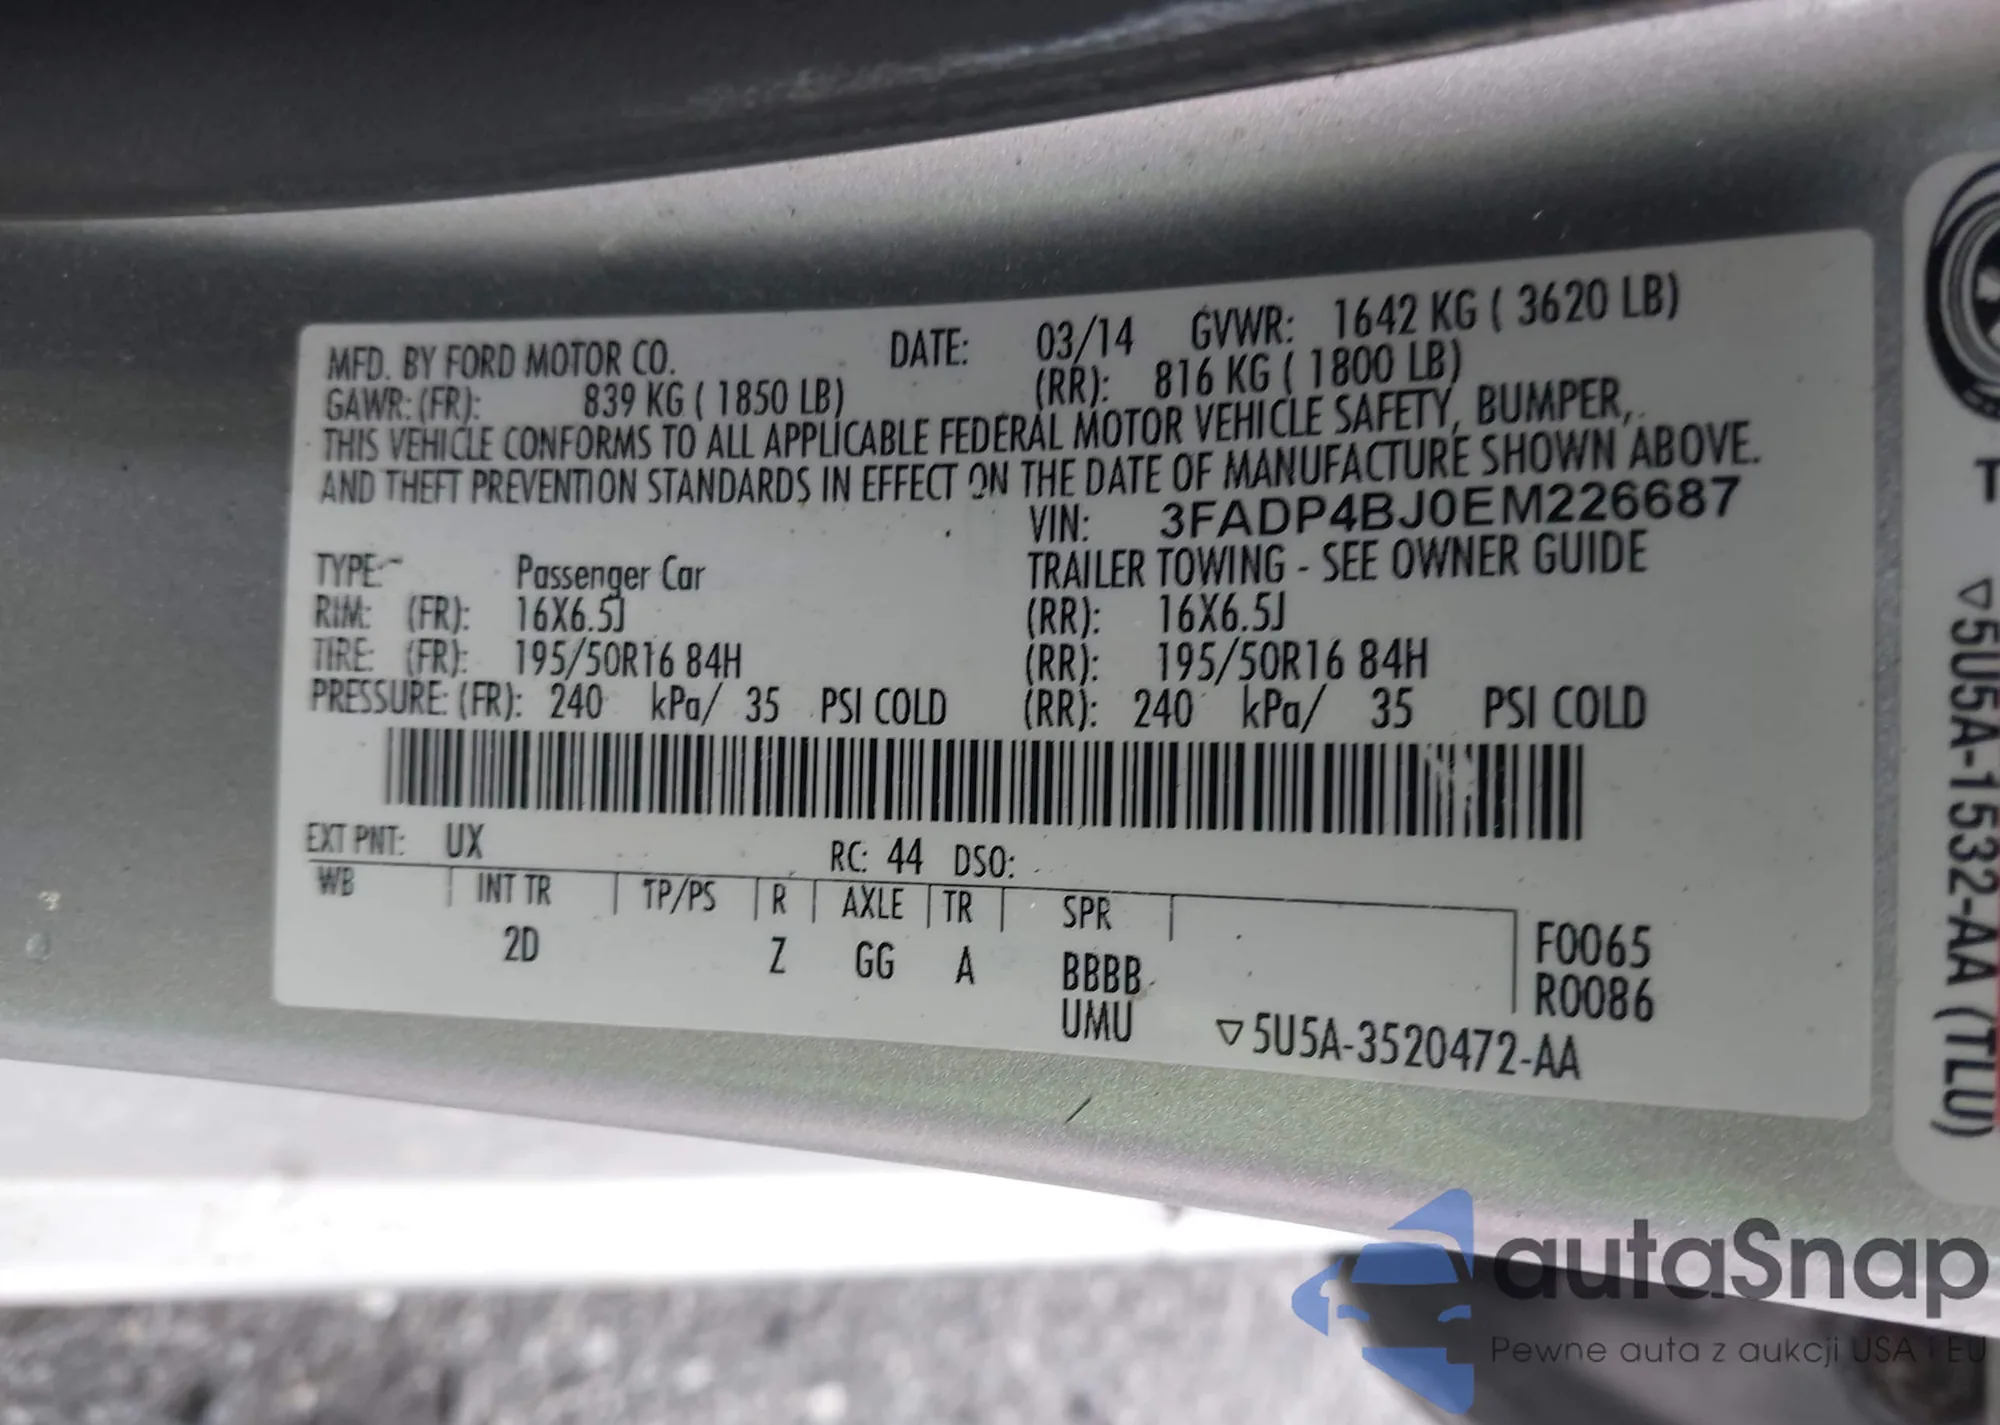 MFD. BY FORD MOTOR CO. DATE: 03/14 GVWR: 1642 KG ( 3620 LB)
GAWR: (FR): 839 KG ( 1850 LB) (RR): 816 KG ( 1800 LB)
THIS VEHICLE CONFORMS TO ALL APPLICABLE FEDERAL MOTOR VEHICLE SAFETY, BUMPER,
AND THEFT PREVENTION STANDARDS IN EFFECT ON THE DATE OF MANUFACTURE SHOWN ABOVE.
VIN: 3FADP4BJ0EM226687
TYPE: Passenger Car TRAILER TOWING - SEE OWNER GUIDE
RIM: (FR): 16X6.5J (RR): 16X6.5J
TIRE: (FR): 195/50R16 84H (RR): 195/50R16 84H
PRESSURE: (FR): 240 kPa/ 35 PSI COLD (RR): 240 kPa/ 35 PSI COLD
EXT PNT: UX RC: 44 DSO:
WB INT TR TP/PS R AXLE TR SPR
2D Z GG A BBBB F0065
UMU R0086
▽5U5A-3520472-AA
T
▽5U5A-1532-AA (TLU)
autaSnap
Pewne auta z aukcji USA i EU